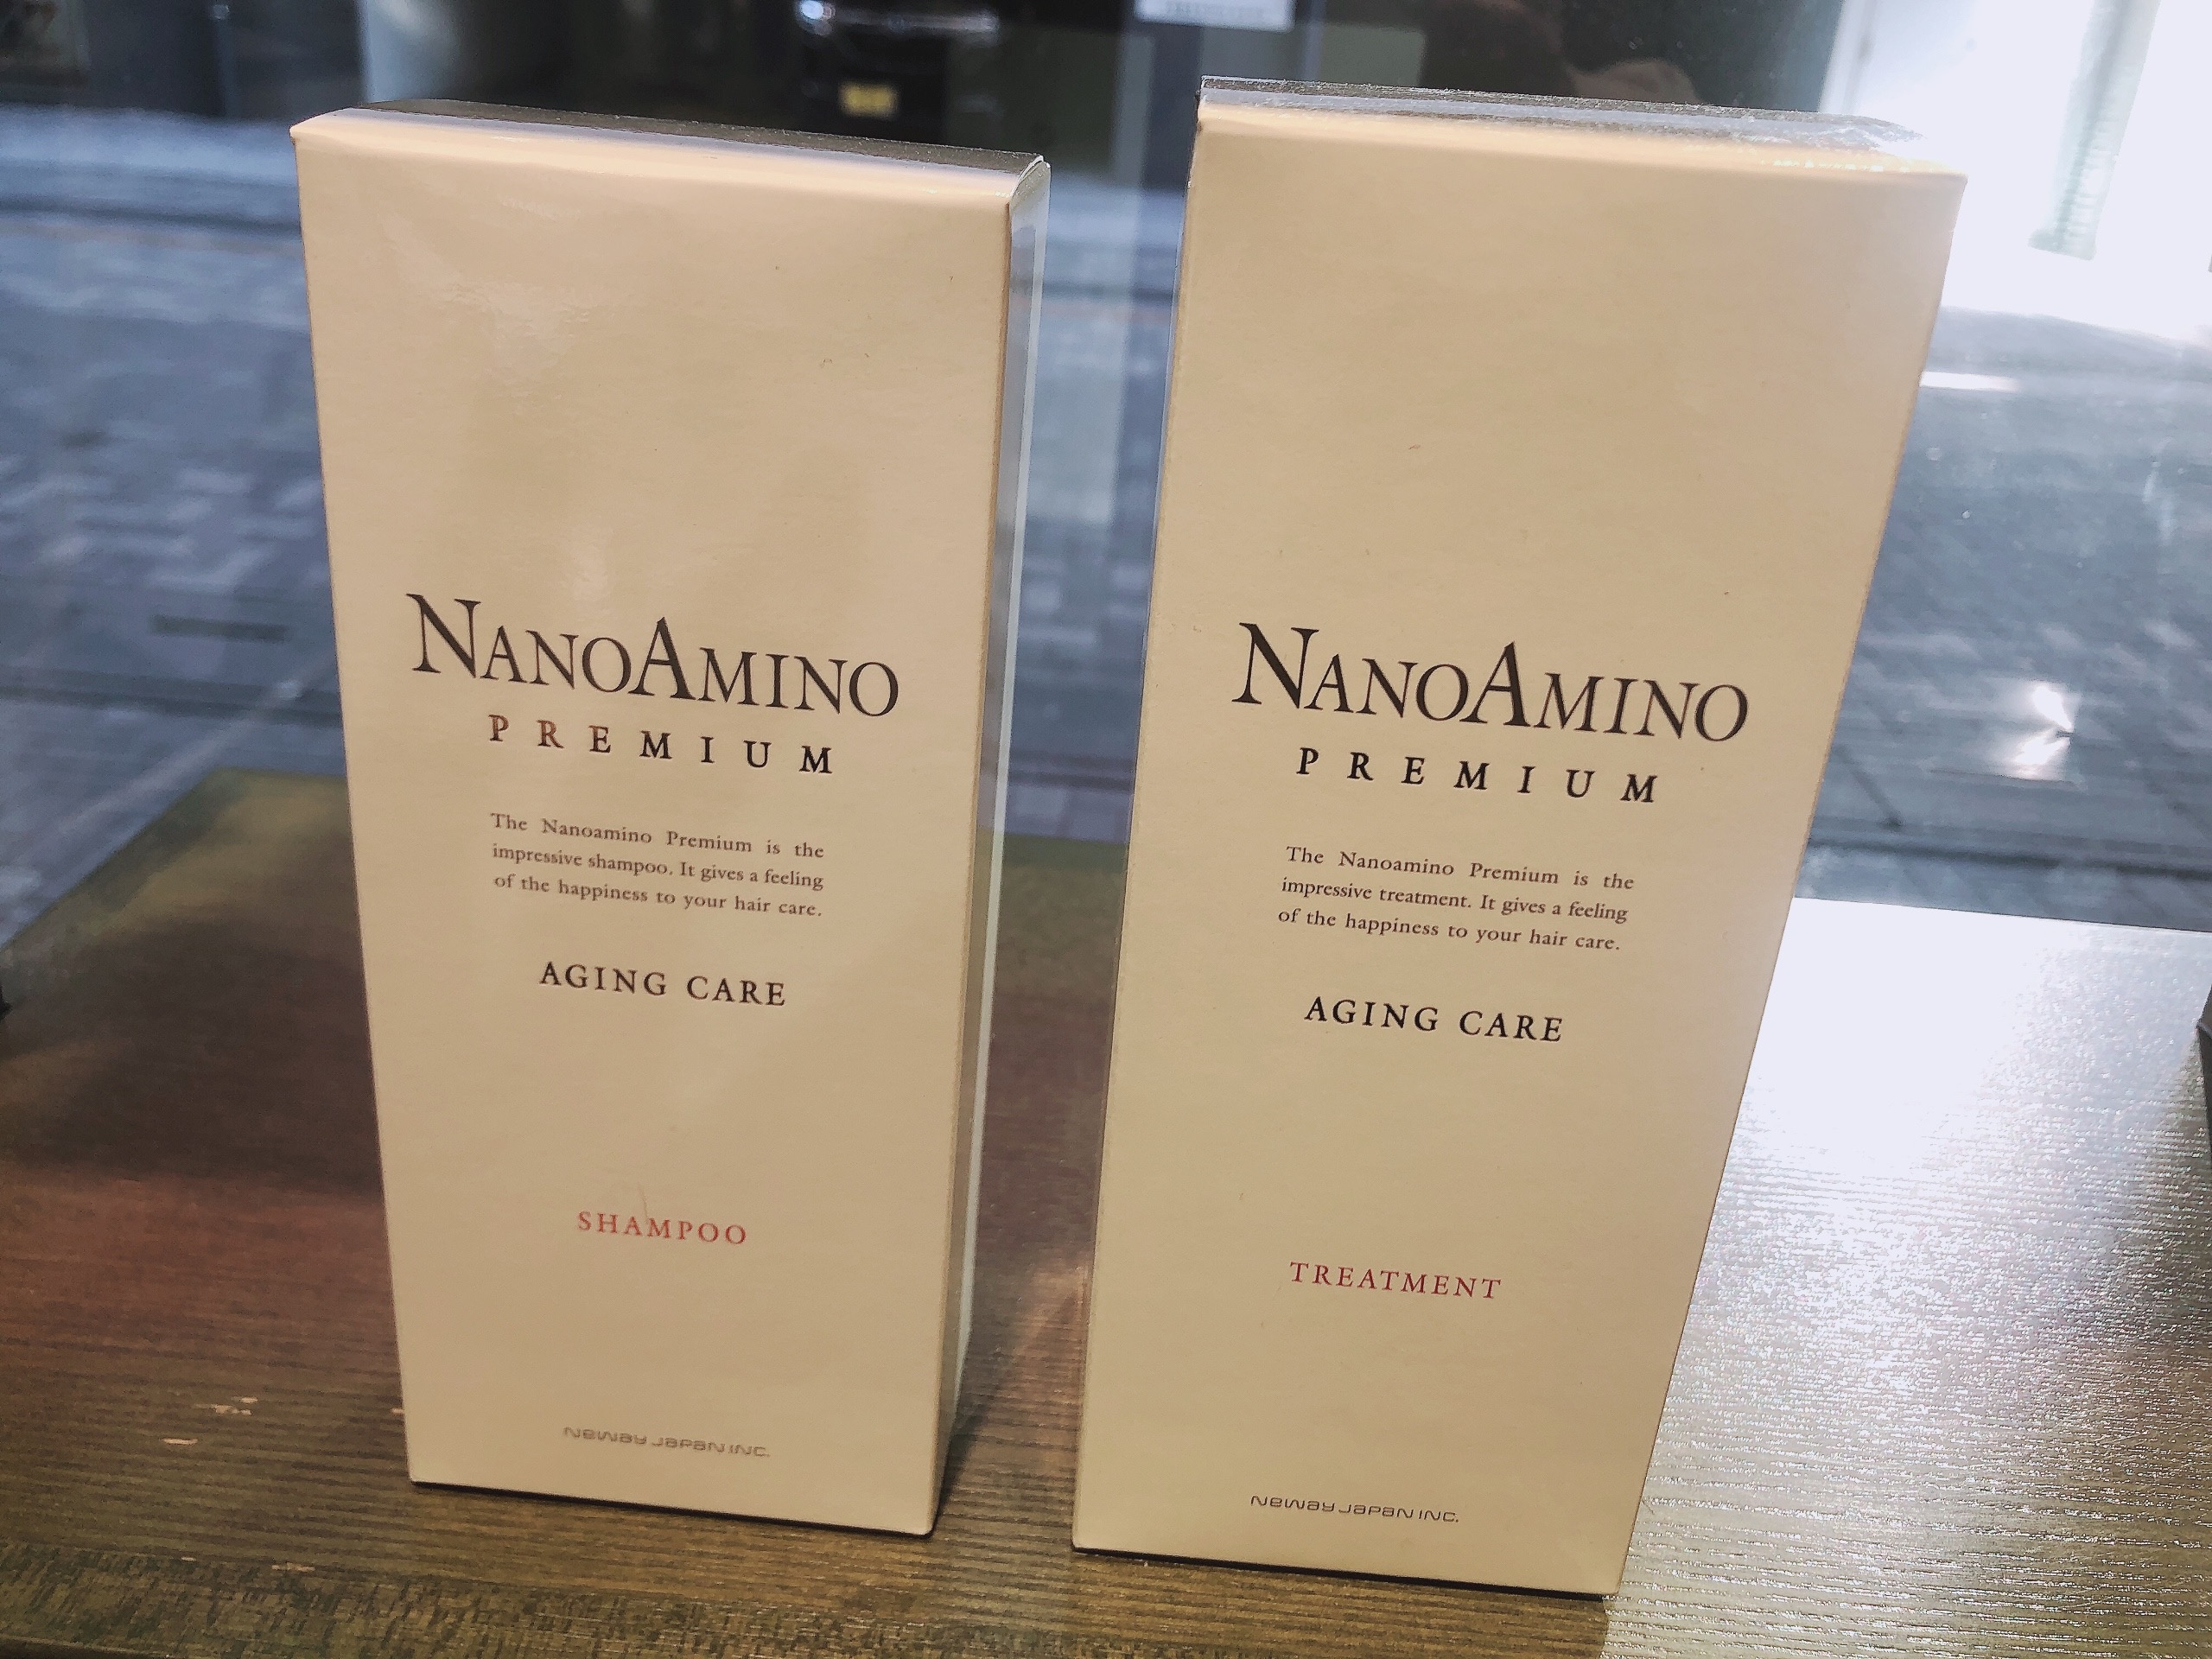 NANOAMINO
PREMIUM
The Nanoamino Premium is the
impressive shampoo. It gives a feeling
of the happiness to your hair care.
AGING CARE
SHAMPOO
NEWAY JAPAN INC.
NANOAMINO
PREMIUM
The Nanoamino Premium is the
impressive treatment. It gives a feeling
of the happiness to your hair care.
AGING CARE
TREATMENT
NEWAY JAPAN INC.